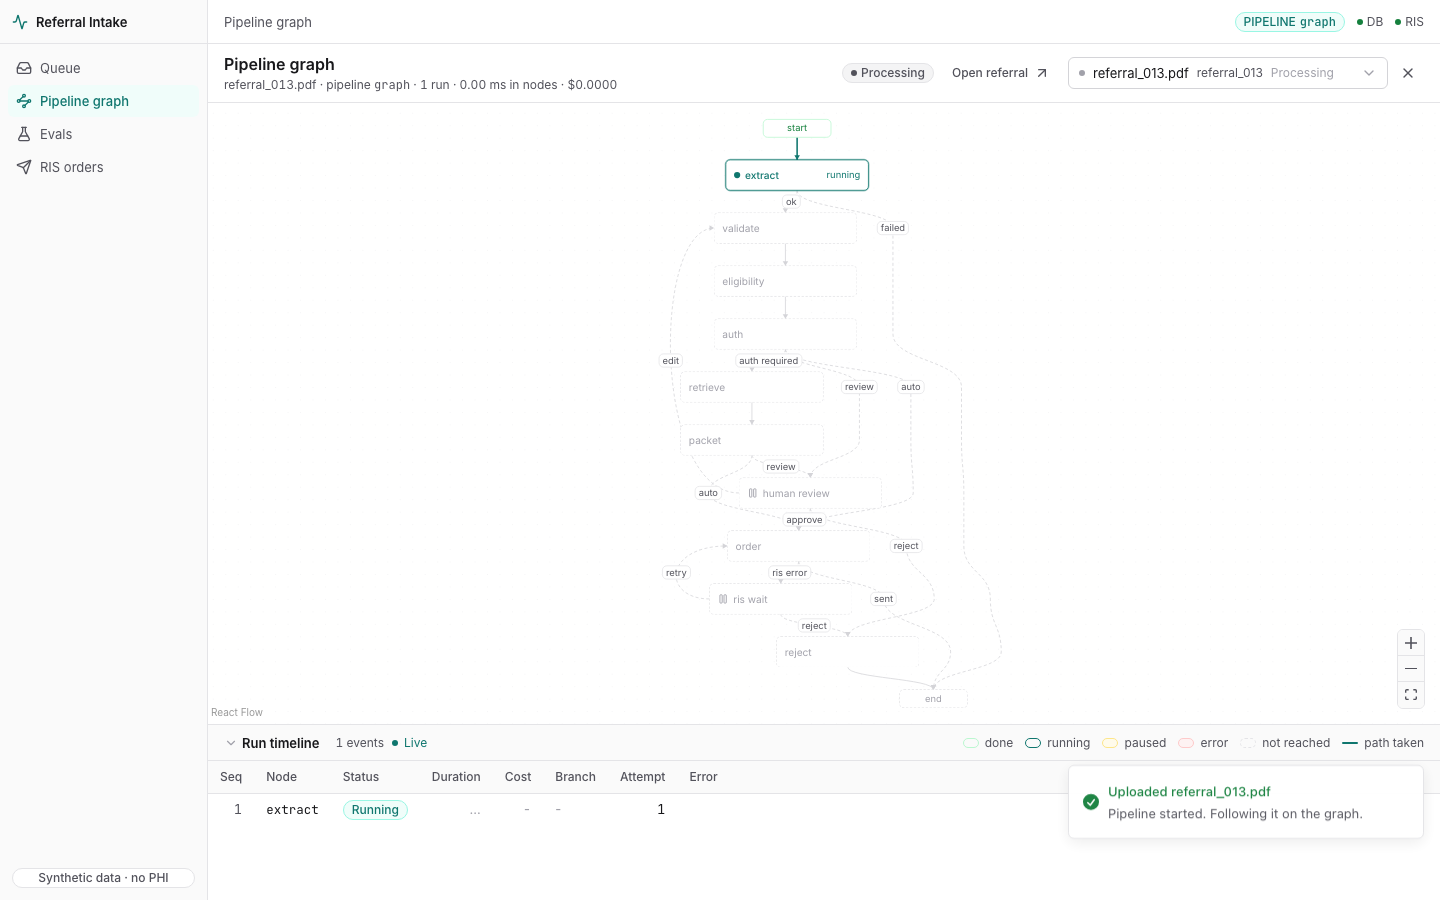 Referral Intake
Pipeline graph
PIPELINE graph
DB
RIS
Queue
Pipeline graph
Evals
RIS orders
Pipeline graph
referral_013.pdf · pipeline graph · 1 run · 0.00 ms in nodes · $0.0000
Processing
Open referral
referral_013.pdf referral_013 Processing
start
extract running
ok
failed
validate
eligibility
auth
edit
auth required
retrieve
review
auto
packet
review
auto
human review
approve
order
reject
retry
ris error
ris wait
sent
reject
reject
end
React Flow
Run timeline 1 events Live
done running paused error not reached path taken
Seq Node Status Duration Cost Branch Attempt Error
1 extract Running ... - - 1
Uploaded referral_013.pdf
Pipeline started. Following it on the graph.
Synthetic data · no PHI